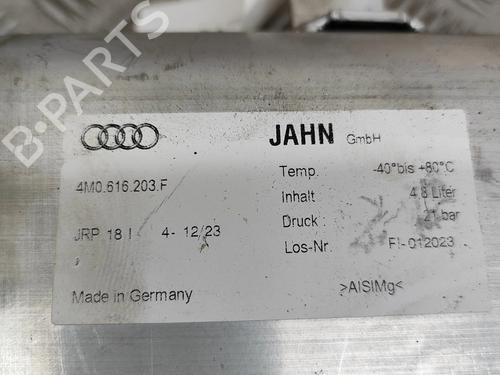 B-PARTS
JAHN GmbH
4M0.616.203.F
Temp. -40°bis +80°C
Inhalt 4.8 Liter
JRP 18 I 4- 12/23
Druck 21 bar
Los-Nr. FI-012023
Made in Germany
>AlSiMg<